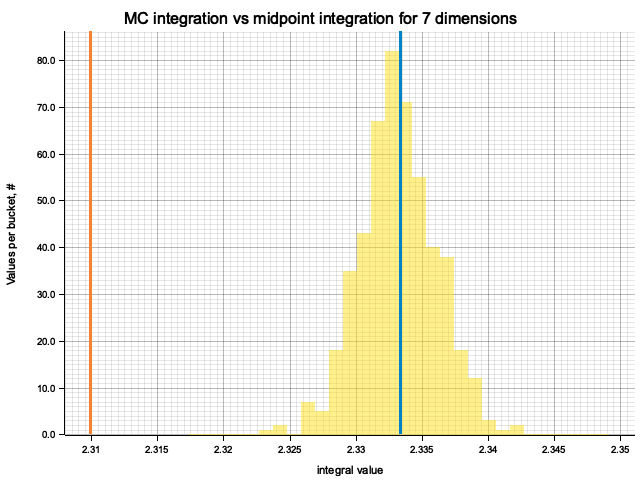 MC integration vs midpoint integration for 7 dimensions
Values per bucket, #
80.0
70.0
60.0
50.0
40.0
30.0
20.0
10.0
0.0
2.31 2.315 2.32 2.325 2.33 2.335 2.34 2.345 2.35
integral value